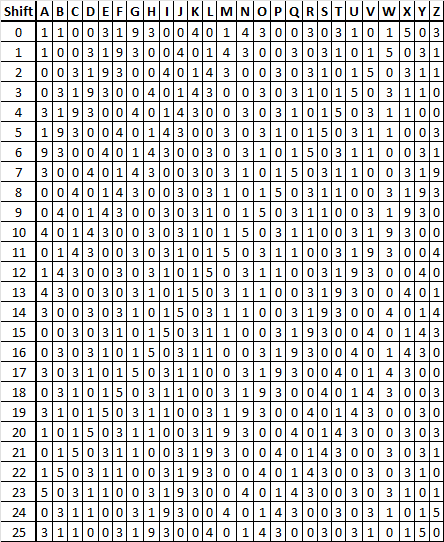 Shift A B C D E F G H I J K L M N O P Q R S T U V W X Y Z
0 1 1 0 0 3 1 9 3 0 0 4 0 1 4 3 0 0 3 0 3 1 0 1 5 0 3
1 1 0 0 3 1 9 3 0 0 4 0 1 4 3 0 0 3 0 3 1 0 1 5 0 3 1
2 0 0 3 1 9 3 0 0 4 0 1 4 3 0 0 3 0 3 1 0 1 5 0 3 1 1
3 0 3 1 9 3 0 0 4 0 1 4 3 0 0 3 0 3 1 0 1 5 0 3 1 1 0
4 3 1 9 3 0 0 4 0 1 4 3 0 0 3 0 3 1 0 1 5 0 3 1 1 0 0
5 1 9 3 0 0 4 0 1 4 3 0 0 3 0 3 1 0 1 5 0 3 1 1 0 0 3
6 9 3 0 0 4 0 1 4 3 0 0 3 0 3 1 0 1 5 0 3 1 1 0 0 3 1
7 3 0 0 4 0 1 4 3 0 0 3 0 3 1 0 1 5 0 3 1 1 0 0 3 1 9
8 0 0 4 0 1 4 3 0 0 3 0 3 1 0 1 5 0 3 1 1 0 0 3 1 9 3
9 0 4 0 1 4 3 0 0 3 0 3 1 0 1 5 0 3 1 1 0 0 3 1 9 3 0
10 4 0 1 4 3 0 0 3 0 3 1 0 1 5 0 3 1 1 0 0 3 1 9 3 0 0
11 0 1 4 3 0 0 3 0 3 1 0 1 5 0 3 1 1 0 0 3 1 9 3 0 0 4
12 1 4 3 0 0 3 0 3 1 0 1 5 0 3 1 1 0 0 3 1 9 3 0 0 4 0
13 4 3 0 0 3 0 3 1 0 1 5 0 3 1 1 0 0 3 1 9 3 0 0 4 0 1
14 3 0 0 3 0 3 1 0 1 5 0 3 1 1 0 0 3 1 9 3 0 0 4 0 1 4
15 0 0 3 0 3 1 0 1 5 0 3 1 1 0 0 3 1 9 3 0 0 4 0 1 4 3
16 0 3 0 3 1 0 1 5 0 3 1 1 0 0 3 1 9 3 0 0 4 0 1 4 3 0
17 3 0 3 1 0 1 5 0 3 1 1 0 0 3 1 9 3 0 0 4 0 1 4 3 0 0
18 0 3 1 0 1 5 0 3 1 1 0 0 3 1 9 3 0 0 4 0 1 4 3 0 0 3
19 3 1 0 1 5 0 3 1 1 0 0 3 1 9 3 0 0 4 0 1 4 3 0 0 3 0
20 1 0 1 5 0 3 1 1 0 0 3 1 9 3 0 0 4 0 1 4 3 0 0 3 0 3
21 0 1 5 0 3 1 1 0 0 3 1 9 3 0 0 4 0 1 4 3 0 0 3 0 3 1
22 1 5 0 3 1 1 0 0 3 1 9 3 0 0 4 0 1 4 3 0 0 3 0 3 1 0
23 5 0 3 1 1 0 0 3 1 9 3 0 0 4 0 1 4 3 0 0 3 0 3 1 0 1
24 0 3 1 1 0 0 3 1 9 3 0 0 4 0 1 4 3 0 0 3 0 3 1 0 1 5
25 3 1 1 0 0 3 1 9 3 0 0 4 0 1 4 3 0 0 3 0 3 1 0 1 5 0